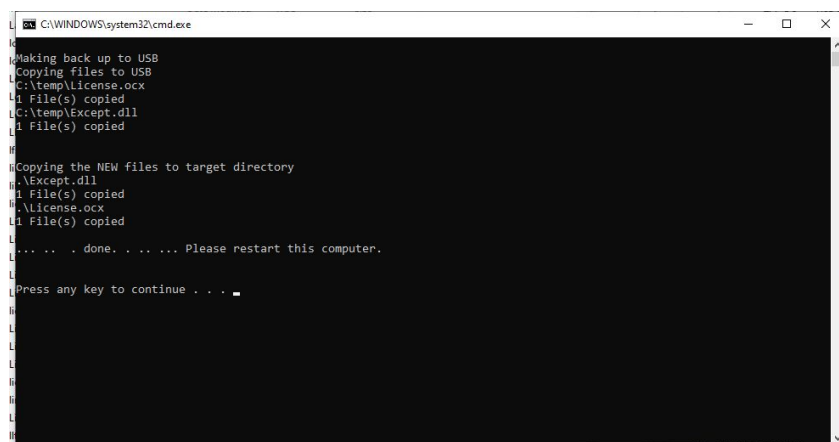 C:\WINDOWS\system32\cmd.exe
Making back up to USB
Copying files to USB
C:\temp\License.ocx
1 File(s) copied
C:\temp\Except.dll
1 File(s) copied
Copying the NEW files to target directory
.\Except.dll
1 File(s) copied
.\License.ocx
1 File(s) copied
... .. . done. . .. ... Please restart this computer.
Press any key to continue . . .